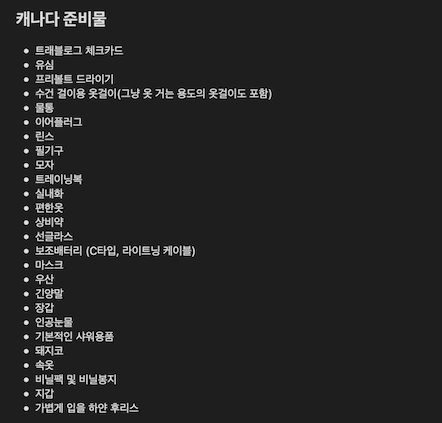 캐나다 준비물
트래블로그 체크카드
유심
프리볼트 드라이기
수건 걸이용 옷걸이(그냥 옷 거는 용도의 옷걸이도 포함)
물통
이어플러그
린스
필기구
모자
트레이닝복
실내화
편한옷
상비약
선글라스
보조배터리 (C타입, 라이트닝 케이블)
마스크
우산
긴양말
장갑
인공눈물
기본적인 샤워용품
돼지코
속옷
비닐팩 및 비닐봉지
지갑
가볍게 입을 하얀 후리스